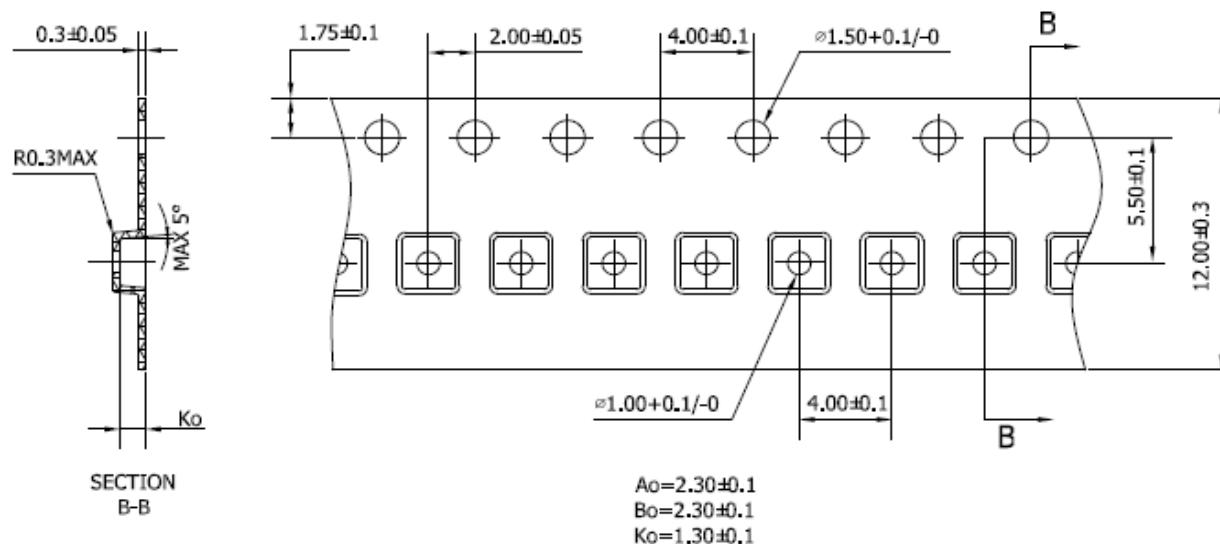 0.3±0.05
1.75±0.1
2.00±0.05
4.00±0.1
⌀1.50+0.1/-0
B
R0.3MAX
MAX 5°
5.50±0.1
12.00±0.3
Ko
⌀1.00+0.1/-0
4.00±0.1
B
SECTION
B-B
Ao=2.30±0.1
Bo=2.30±0.1
Ko=1.30±0.1